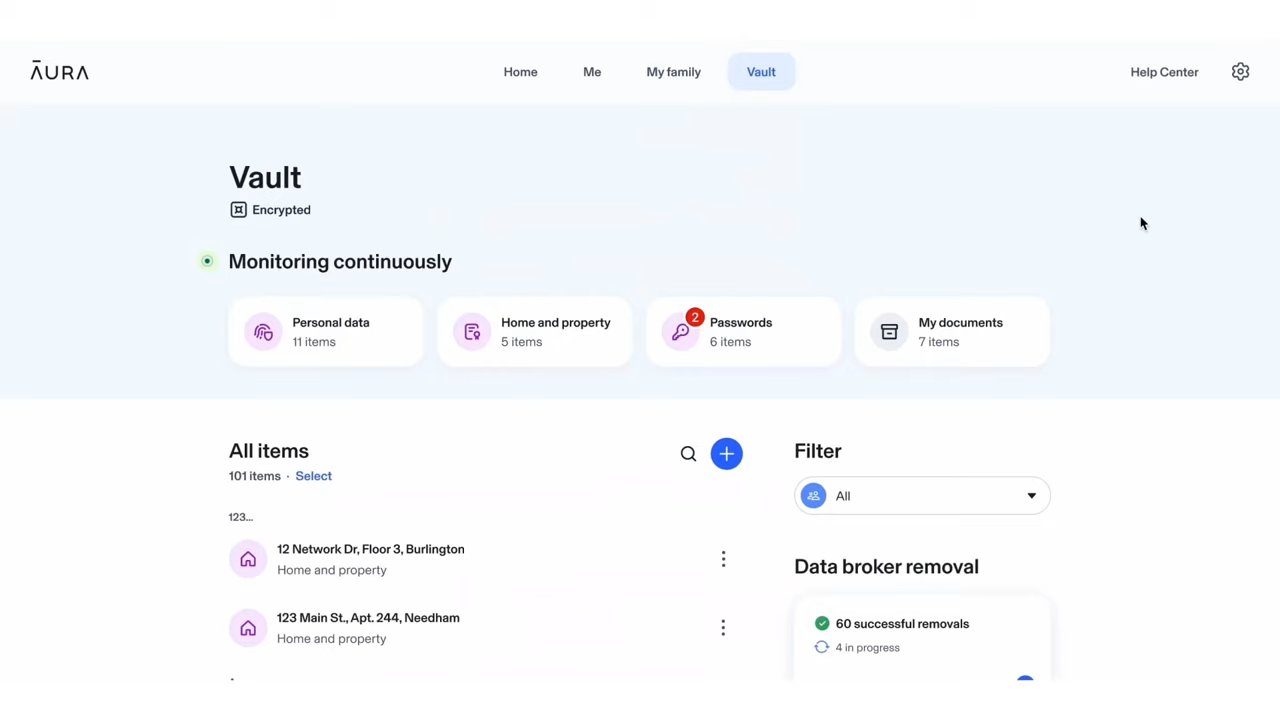 ĀURA
Home
Me
My family
Vault
Help Center
Vault
Encrypted
Monitoring continuously
Personal data
11 items
Home and property
5 items
2
Passwords
6 items
My documents
7 items
All items
101 items · Select
123...
12 Network Dr, Floor 3, Burlington
Home and property
123 Main St., Apt. 244, Needham
Home and property
Filter
All
Data broker removal
60 successful removals
4 in progress